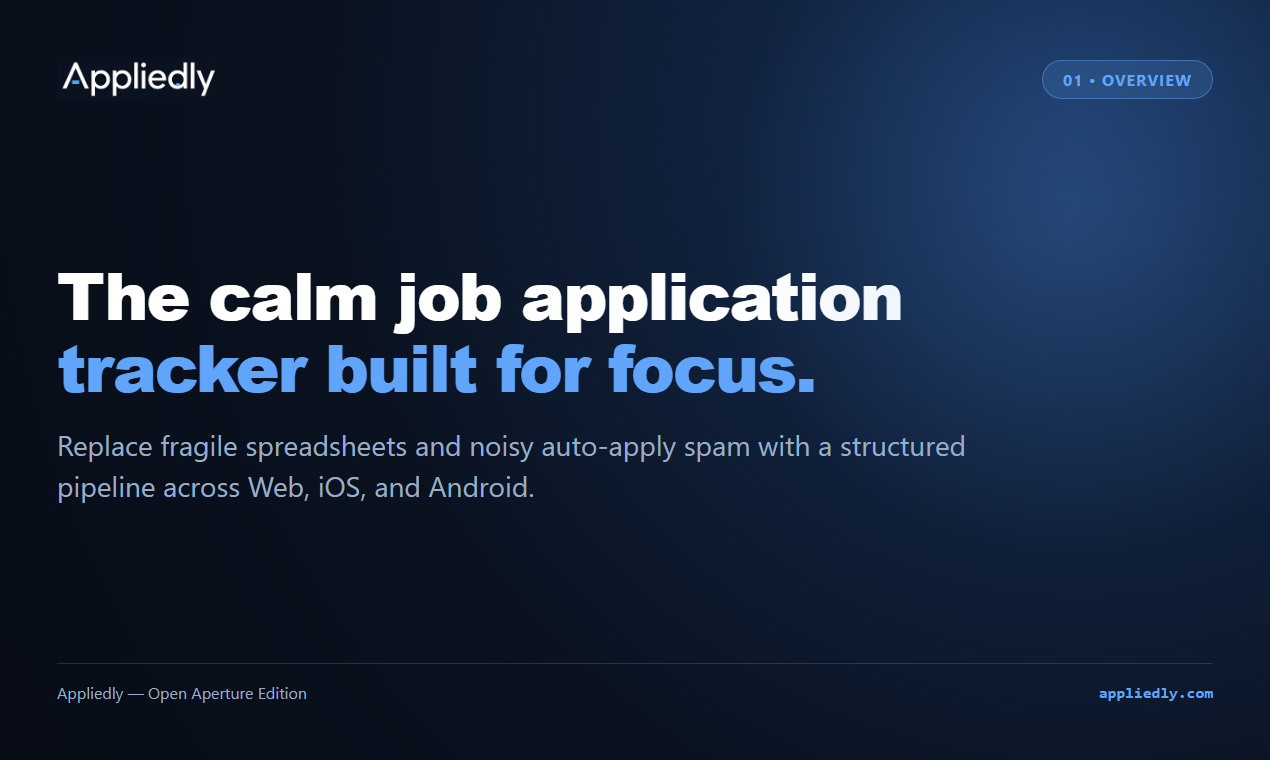 Appliedly
01 • OVERVIEW
The calm job application
tracker built for focus.
Replace fragile spreadsheets and noisy auto-apply spam with a structured
pipeline across Web, iOS, and Android.
Appliedly — Open Aperture Edition
appliedly.com